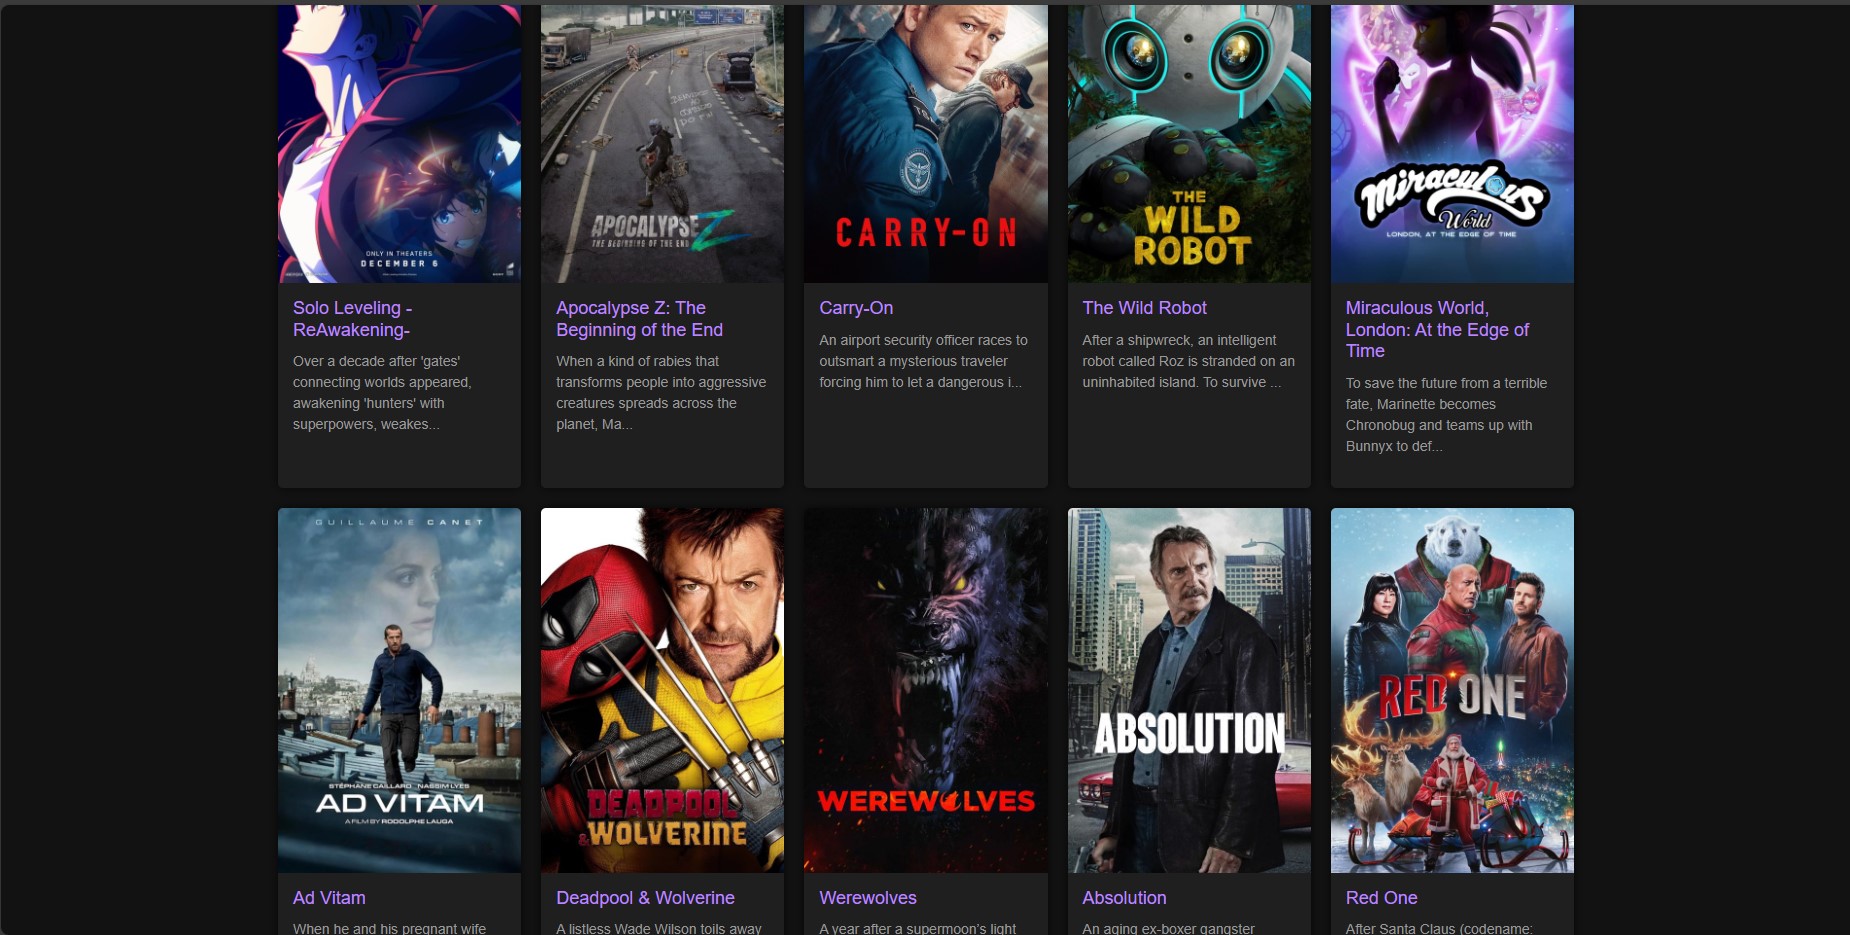 ONLY IN THEATERS
DECEMBER 6
APOCALYPSE Z
THE BEGINNING OF THE END
CARRY-ON
THE
WILD
ROBOT
Miraculous
World
LONDON, AT THE EDGE OF TIME
Solo Leveling -
ReAwakening-
Over a decade after 'gates'
connecting worlds appeared,
awakening 'hunters' with
superpowers, weakes...
Apocalypse Z: The
Beginning of the End
When a kind of rabies that
transforms people into aggressive
creatures spreads across the
planet, Ma...
Carry-On
An airport security officer races to
outsmart a mysterious traveler
forcing him to let a dangerous i...
The Wild Robot
After a shipwreck, an intelligent
robot called Roz is stranded on an
uninhabited island. To survive ...
Miraculous World,
London: At the Edge of
Time
To save the future from a terrible
fate, Marinette becomes
Chronobug and teams up with
Bunnyx to def...
GUILLAUME CANET
STÉPHANE CAILLARD NASSIM LYES
AD VITAM
A FILM BY RODOLPHE LAUGA
DEADPOOL
& WOLVERINE
WEREWOLVES
ABSOLUTION
RED ONE
Ad Vitam
When he and his pregnant wife
Deadpool & Wolverine
A listless Wade Wilson toils away
Werewolves
A year after a supermoon's light
Absolution
An aging ex-boxer gangster
Red One
After Santa Claus (codename: